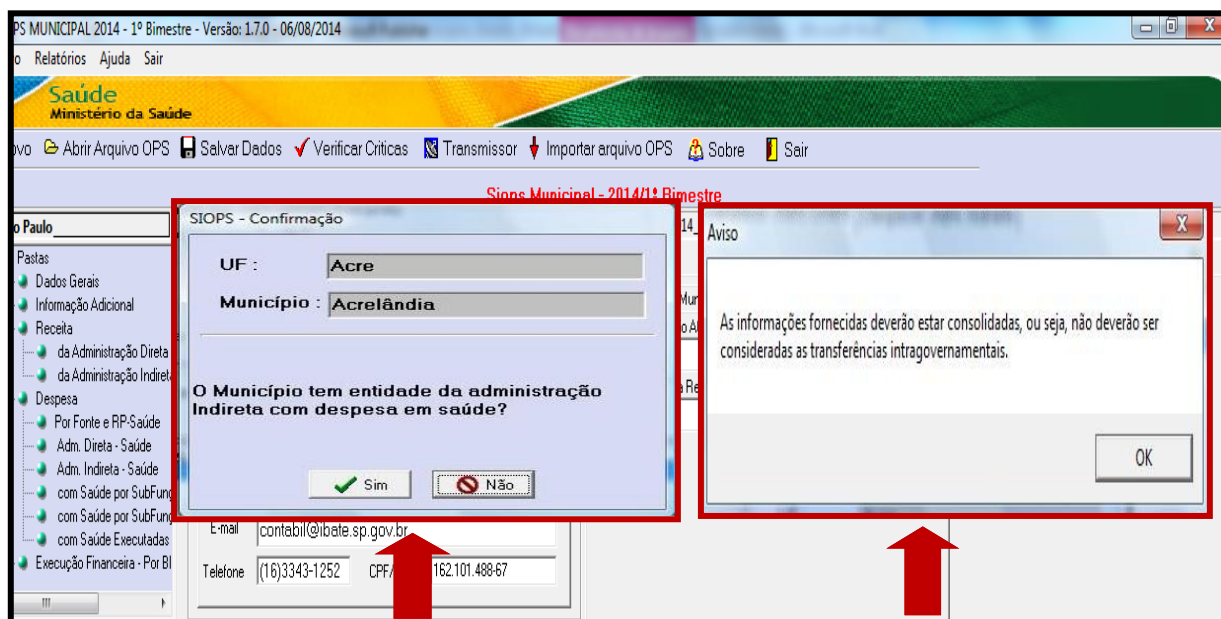 PS MUNICIPAL 2014 - 1º Bimestre - Versão: 1.7.0 - 06/08/2014
o Relatórios Ajuda Sair
Saúde
Ministério da Saúde
ovo Abrir Arquivo OPS Salvar Dados Verificar Criticas Transmissor Importar arquivo OPS Sobre Sair
Siops Municipal - 2014/1º Bimestre
o Paulo
Pastas
Dados Gerais
Informação Adicional
Receita
da Administração Direta
da Administração Indireta
Despesa
Por Fonte e RP-Saúde
Adm. Direta - Saúde
Adm. Indireta - Saúde
com Saúde por SubFunç
com Saúde por SubFunç
com Saúde Executadas
Execução Financeira - Por Bl
SIOPS - Confirmação
UF : Acre
Município : Acrelândia
O Município tem entidade da administração
Indireta com despesa em saúde?
Sim Não
E-mail contabil@ibate.sp.gov.br
Telefone (16)3343-1252 CPF/ 162.101.488-67
14_
Mun
o A
a Re
Aviso
As informações fornecidas deverão estar consolidadas, ou seja, não deverão ser
consideradas as transferências intragovernamentais.
OK